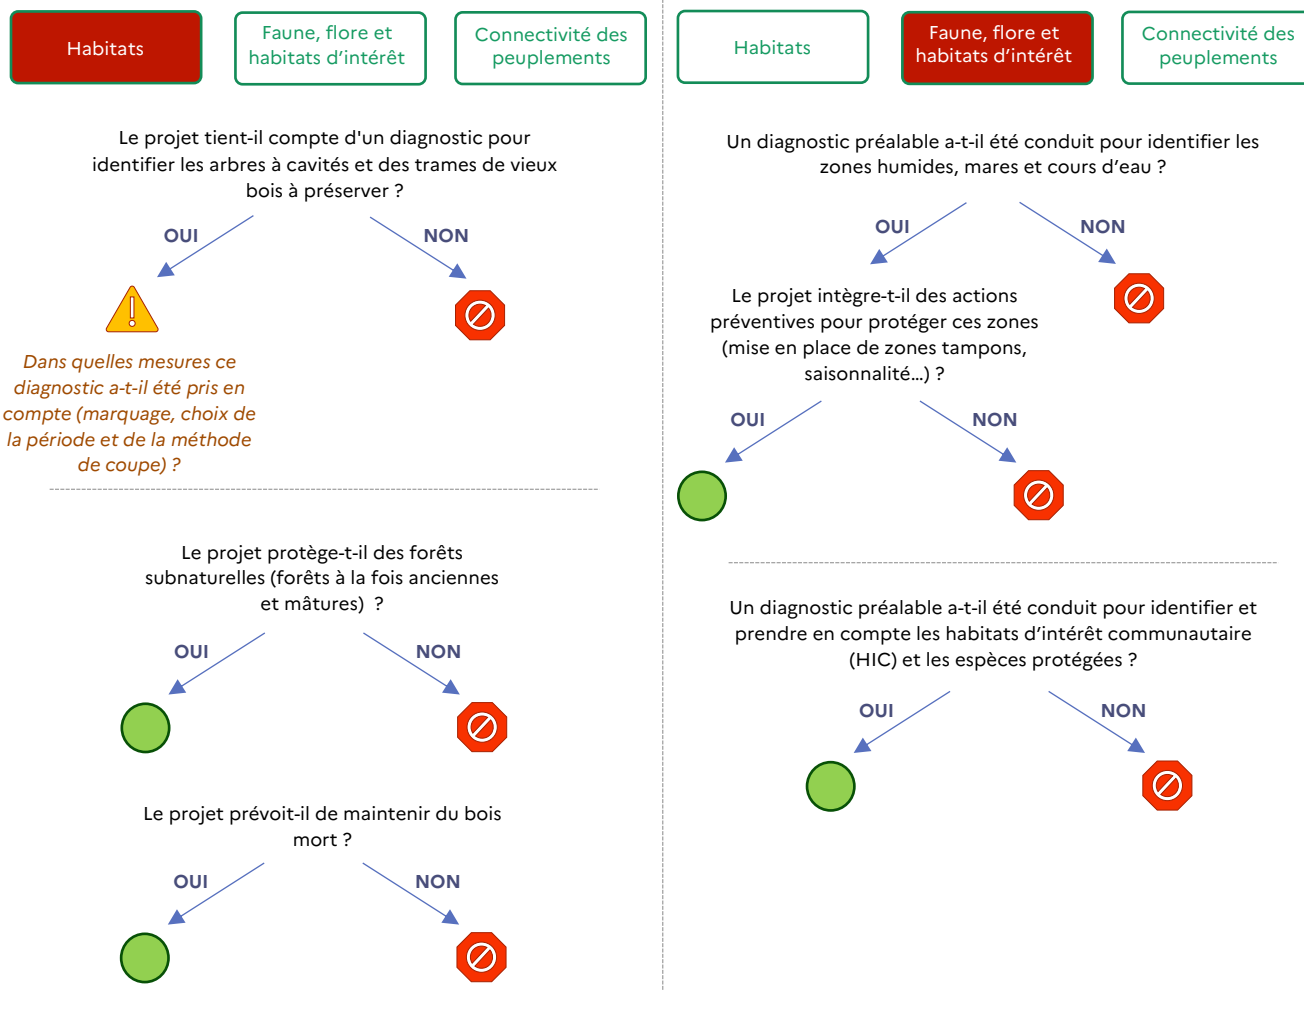 Habitats
Faune, flore et
habitats d’intérêt
Connectivité des
peuplements
Le projet tient-il compte d'un diagnostic pour
identifier les arbres à cavités et des trames de vieux
bois à préserver ?
OUI
NON
Dans quelles mesures ce
diagnostic a-t-il été pris en
compte (marquage, choix de
la période et de la méthode
de coupe) ?
Le projet protège-t-il des forêts
subnaturelles (forêts à la fois anciennes
et mâtures) ?
OUI
NON
Le projet prévoit-il de maintenir du bois
mort ?
OUI
NON
Habitats
Faune, flore et
habitats d’intérêt
Connectivité des
peuplements
Un diagnostic préalable a-t-il été conduit pour identifier les
zones humides, mares et cours d’eau ?
OUI
NON
Le projet intègre-t-il des actions
préventives pour protéger ces zones
(mise en place de zones tampons,
saisonnalité…) ?
OUI
NON
Un diagnostic préalable a-t-il été conduit pour identifier et
prendre en compte les habitats d’intérêt communautaire
(HIC) et les espèces protégées ?
OUI
NON